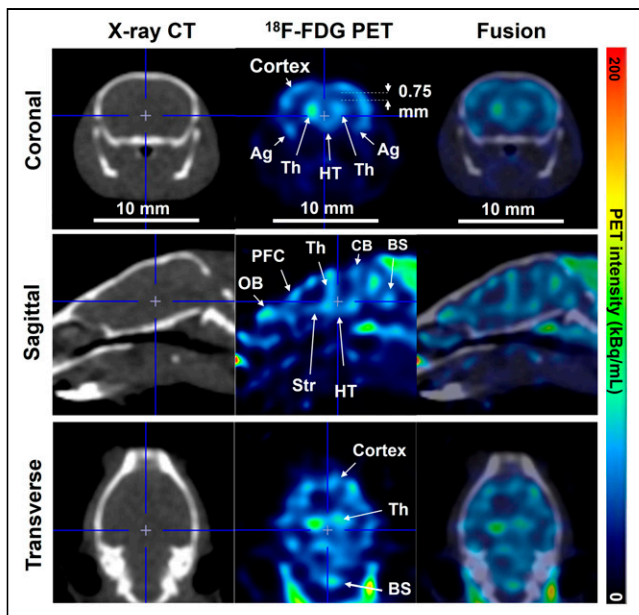 X-ray CT
¹⁸F-FDG PET
Fusion
Coronal
Cortex
0.75
mm
Ag
Th
HT
Th
Ag
10 mm
10 mm
10 mm
Sagittal
OB
PFC
Th
CB
BS
Str
HT
Transverse
Cortex
Th
BS
200
PET intensity (kBq/mL)
0